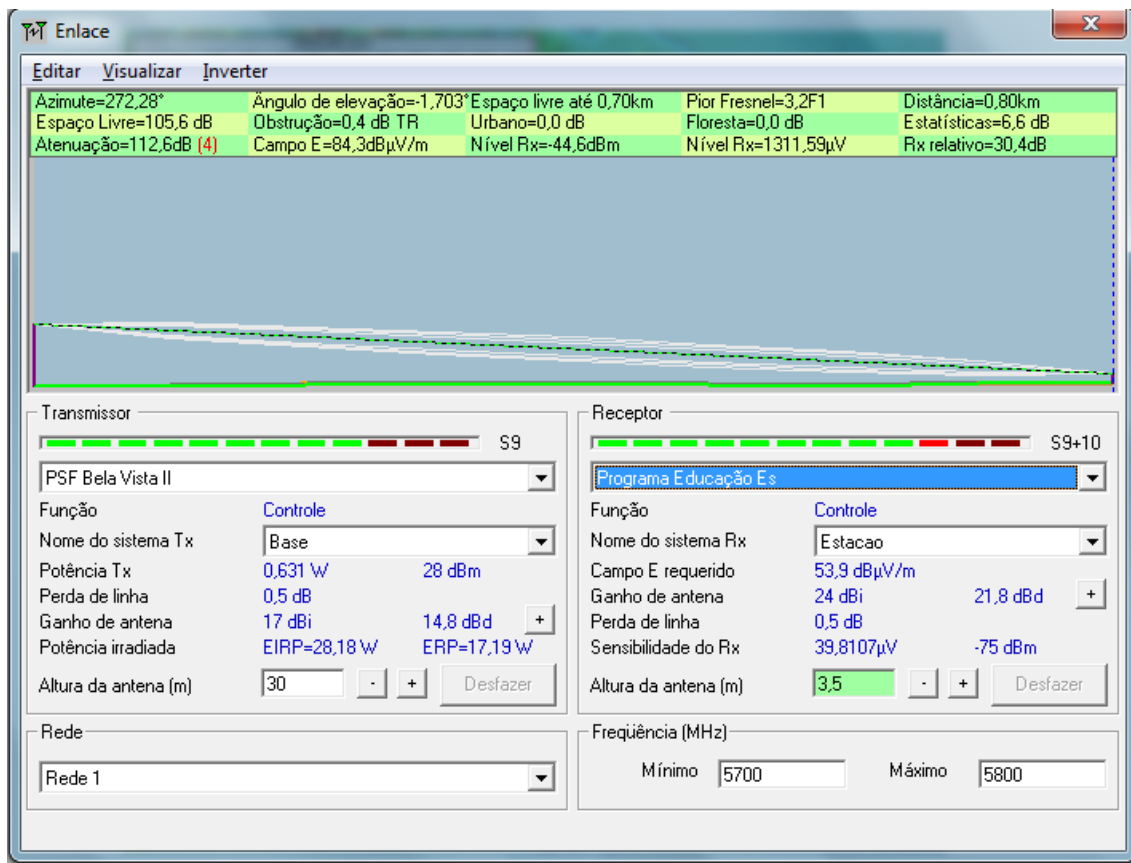 Enlace
Editar Visualizar Inverter
Azimute=272,28° Ângulo de elevação=-1,703° Espaço livre até 0,70km Pior Fresnel=3,2F1 Distância=0,80km
Espaço Livre=105,6 dB Obstrução=0,4 dB TR Urbano=0,0 dB Floresta=0,0 dB Estatísticas=6,6 dB
Atenuação=112,6dB (4) Campo E=84,3dBµV/m Nível Rx=-44,6dBm Nível Rx=1311,59µV Rx relativo=30,4dB
Transmissor
S9
PSF Bela Vista II
Função Controle
Nome do sistema Tx Base
Potência Tx 0,631 W 28 dBm
Perda de linha 0,5 dB
Ganho de antena 17 dBi 14,8 dBd +
Potência irradiada EIRP=28,18 W ERP=17,19 W
Altura da antena (m) 30 - + Desfazer
Receptor
S9+10
Programa Educação Es
Função Controle
Nome do sistema Rx Estacao
Campo E requerido 53,9 dBµV/m
Ganho de antena 24 dBi 21,8 dBd +
Perda de linha 0,5 dB
Sensibilidade do Rx 39,8107µV -75 dBm
Altura da antena (m) 3,5 - + Desfazer
Rede
Rede 1
Freqüência (MHz)
Mínimo 5700 Máximo 5800